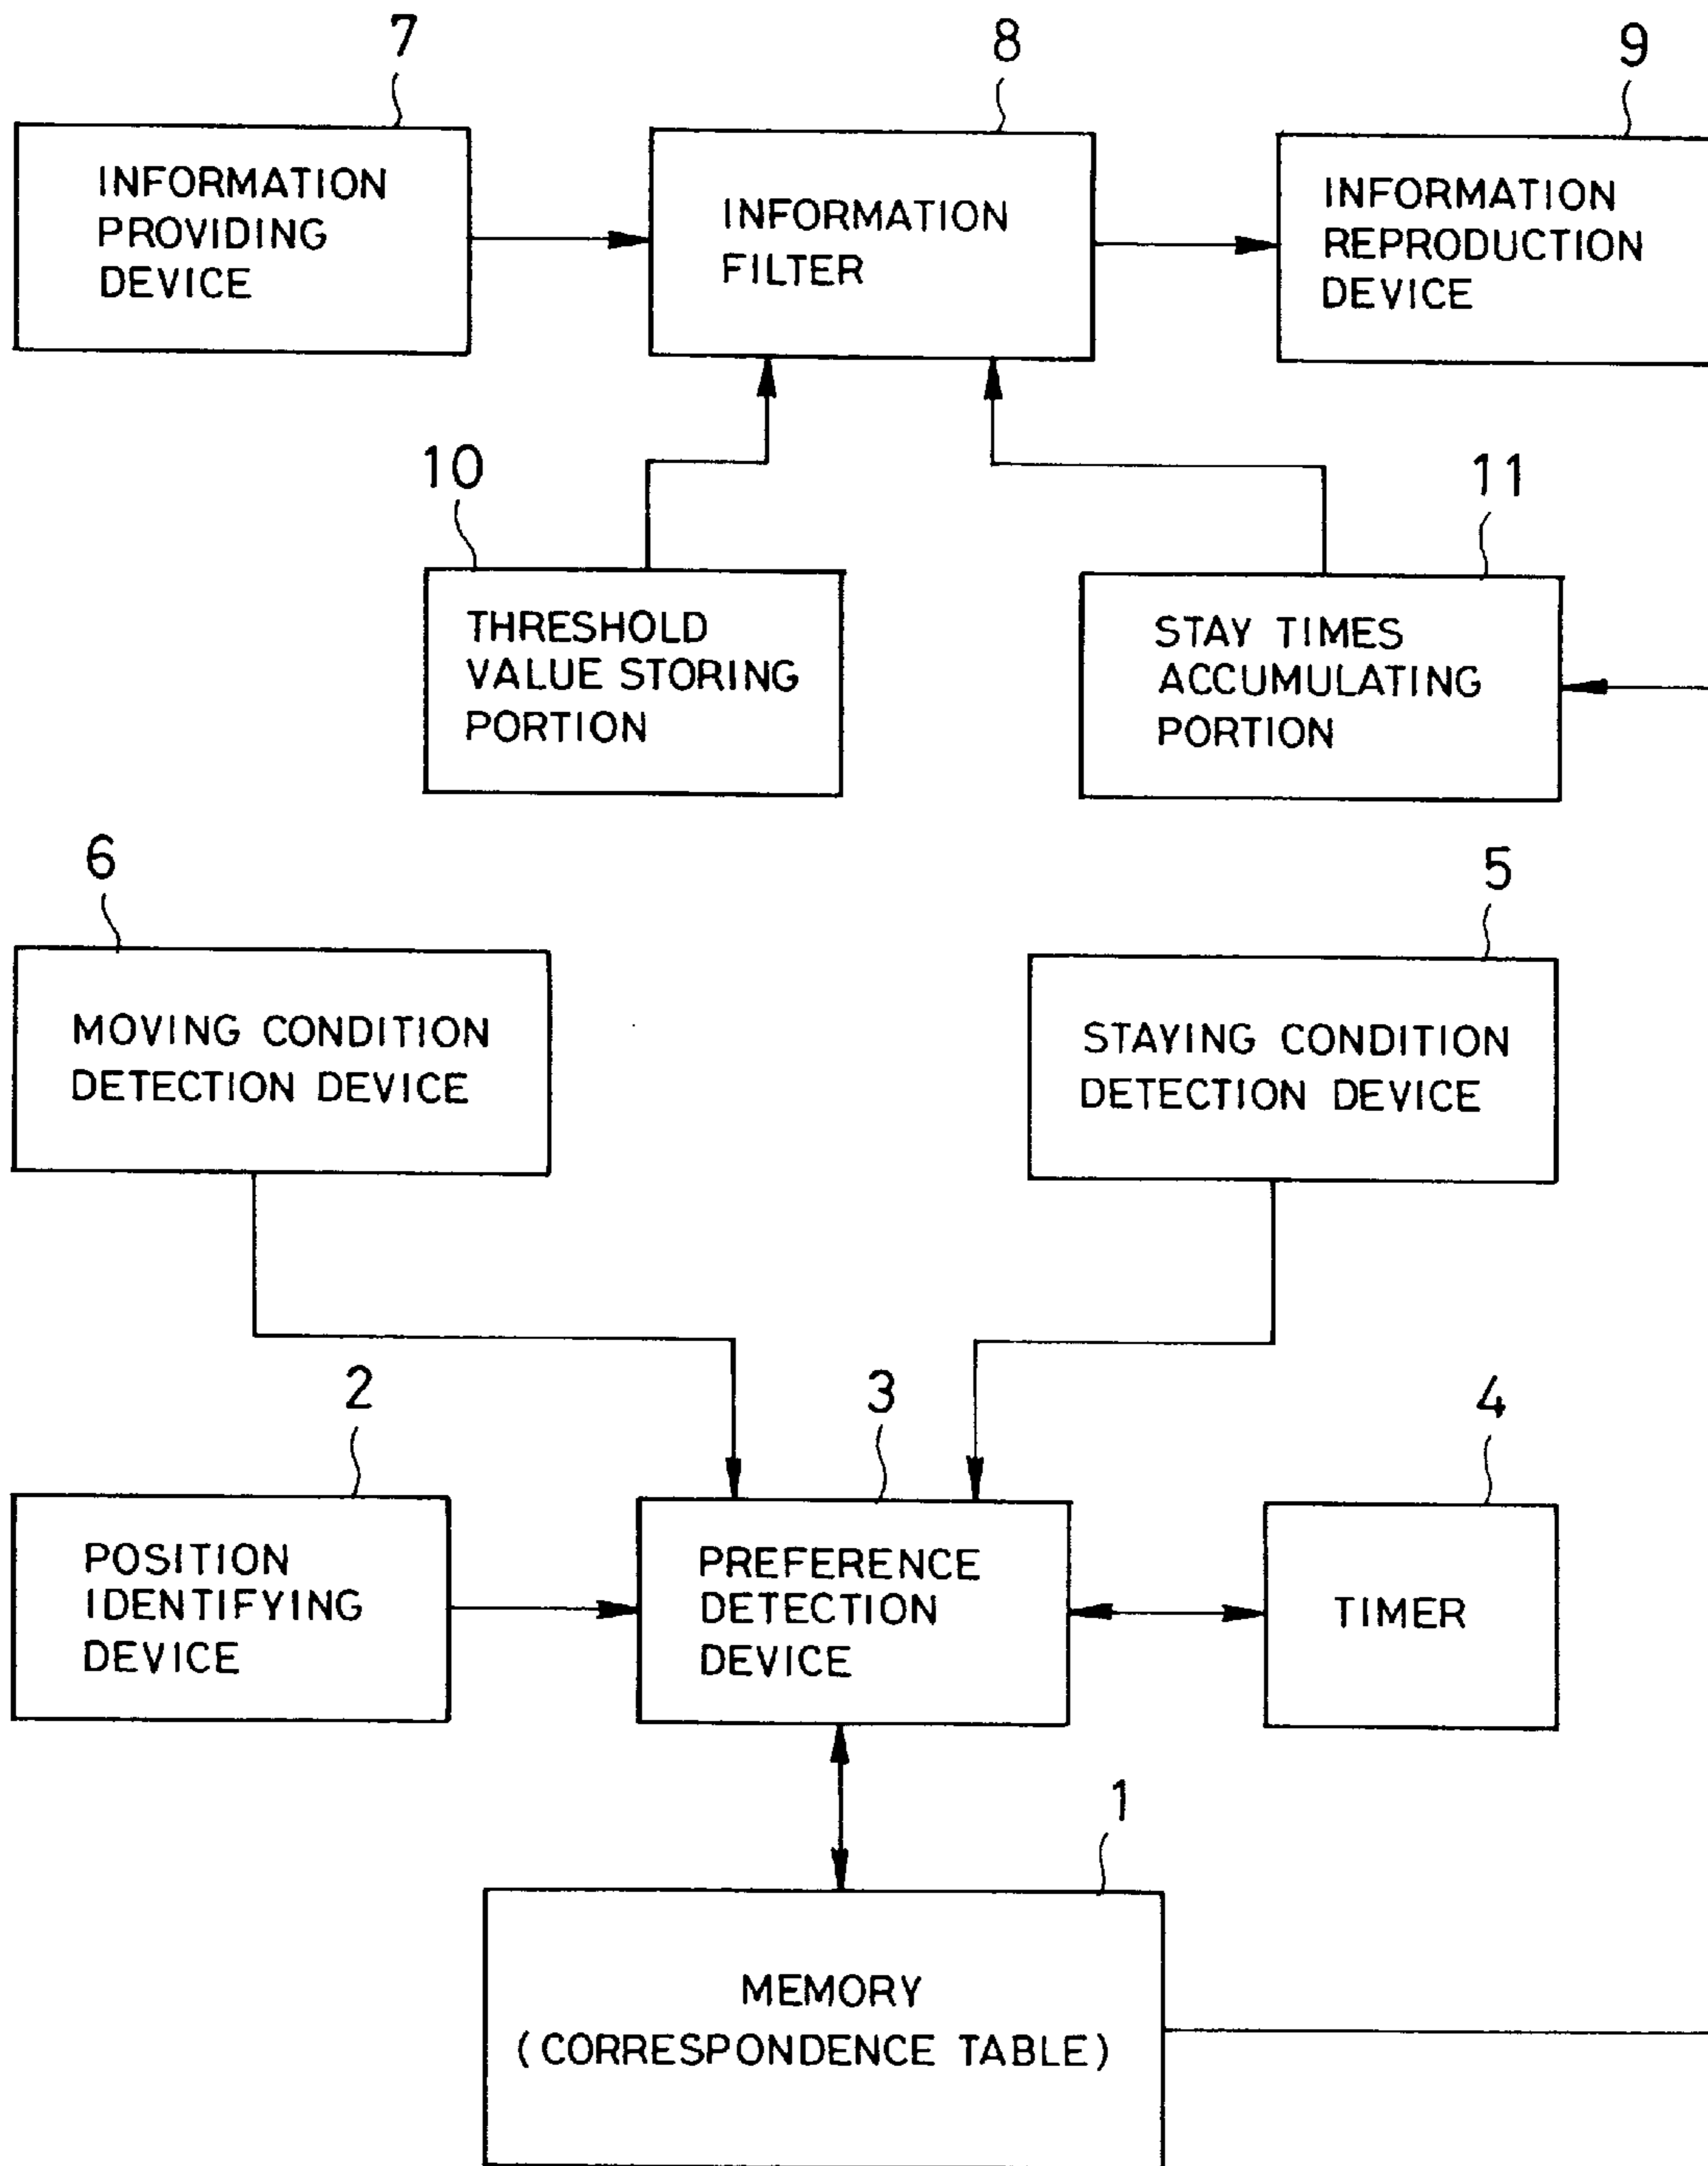 7
8
9
INFORMATION
PROVIDING
DEVICE
INFORMATION
FILTER
INFORMATION
REPRODUCTION
DEVICE
10
11
THRESHOLD
VALUE STORING
PORTION
STAY TIMES
ACCUMULATING
PORTION
6
5
MOVING CONDITION
DETECTION DEVICE
STAYING CONDITION
DETECTION DEVICE
2
3
4
POSITION
IDENTIFYING
DEVICE
PREFERENCE
DETECTION
DEVICE
TIMER
1
MEMORY
(CORRESPONDENCE TABLE)